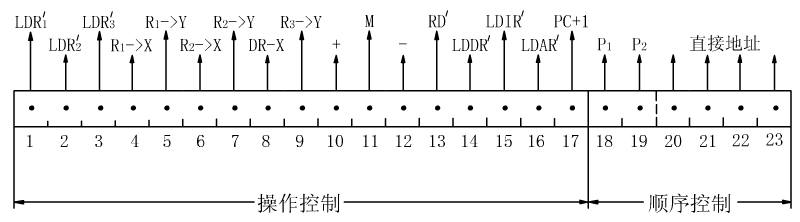 LDR₁′ LDR₃′ R₁->Y R₂->Y R₃->Y M RD′ LDIR′ PC+1
LDR₂′ R₁->X R₂->X DR-X + - LDDR′ LDAR′ P₁ P₂ 直接地址
1 2 3 4 5 6 7 8 9 10 11 12 13 14 15 16 17 18 19 20 21 22 23
操作控制 顺序控制